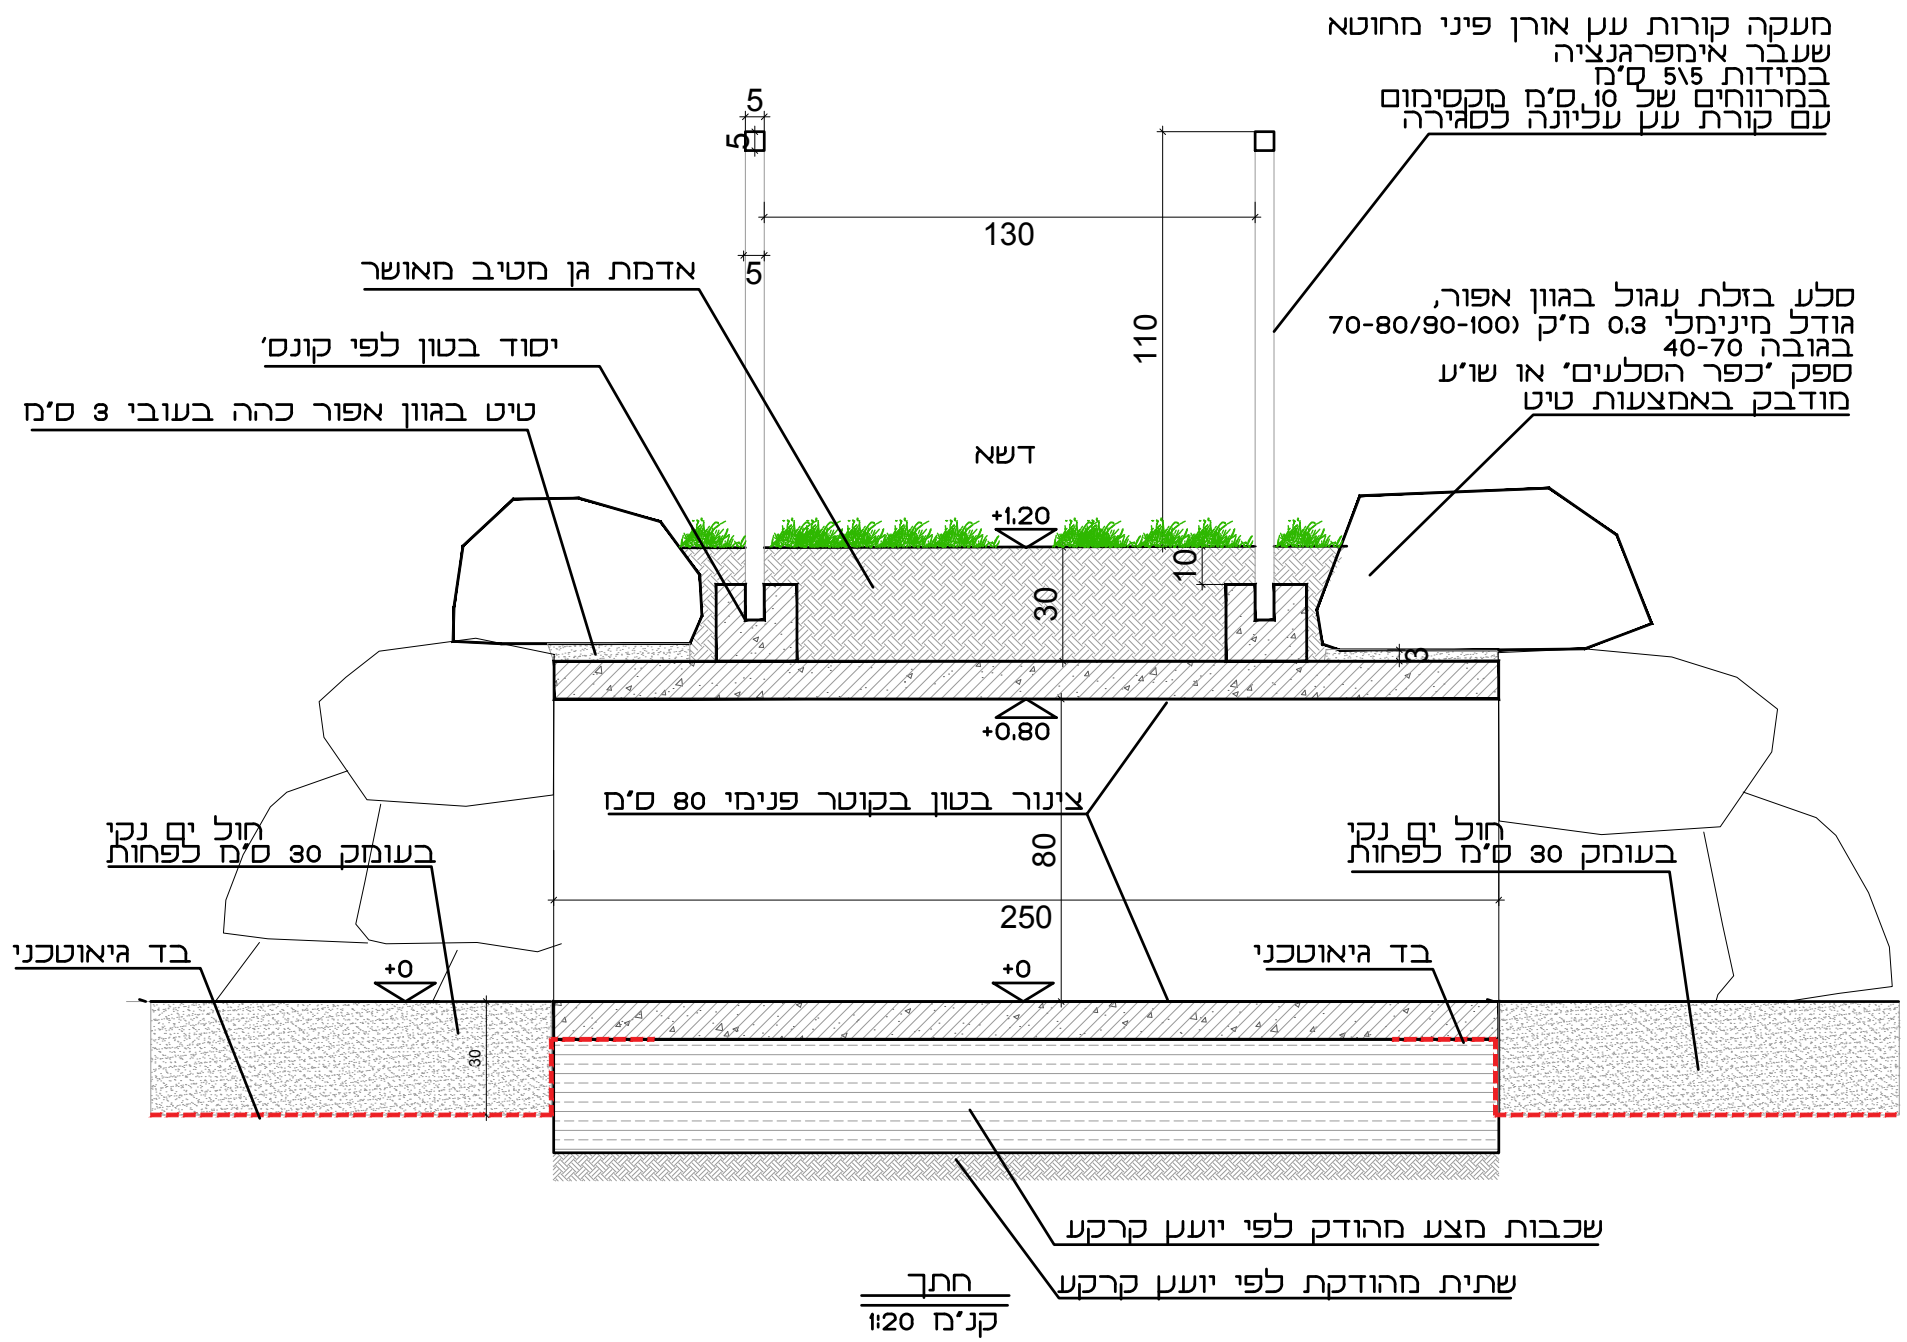 מעקה קורות עץ אורן פיני מחוטא
שעבר אימפרגנציה
במידות 5\5 ס"מ
במרווחים של 10 ס"מ מקסימום
עם קורת עץ עליונה לסגירה
5
5
130
5
110
אדמת גן מטיב מאושר
יסוד בטון לפי קונס'
טיט בגוון אפור כהה בעובי 3 ס"מ
סלע בזלת עגול בגוון אפור,
גודל מינימלי 0.3 מ"ק (70-80/90-100
בגובה 40-70
ספק "כפר הסלעים" או שו"ע
מודבק באמצעות טיט
דשא
+1.20
10
30
3
+0.80
צינור בטון בקוטר פנימי 80 ס"מ
80
250
חול ים נקי
בעומק 30 ס"מ לפחות
חול ים נקי
בעומק 30 ס"מ לפחות
בד גיאוטכני
בד גיאוטכני
+0
+0
30
שכבות מצע מהודק לפי יועץ קרקע
שתית מהודקת לפי יועץ קרקע
חתך
קנ"מ 1:20